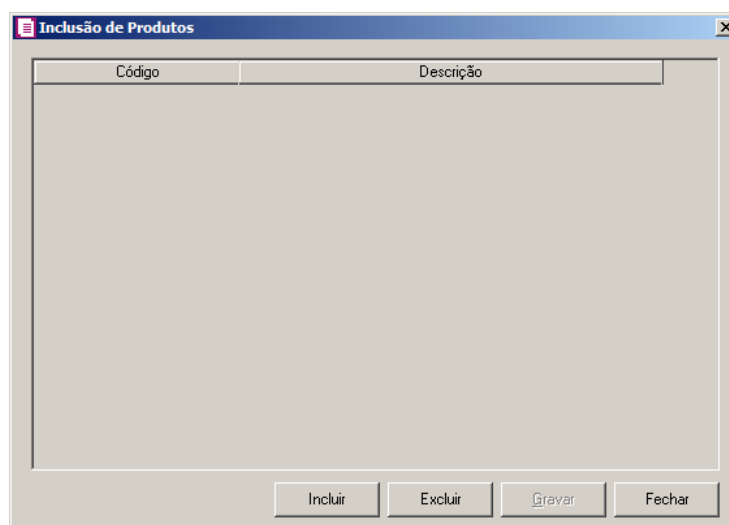 Inclusão de Produtos
Código Descrição
Incluir Excluir Gravar Fechar